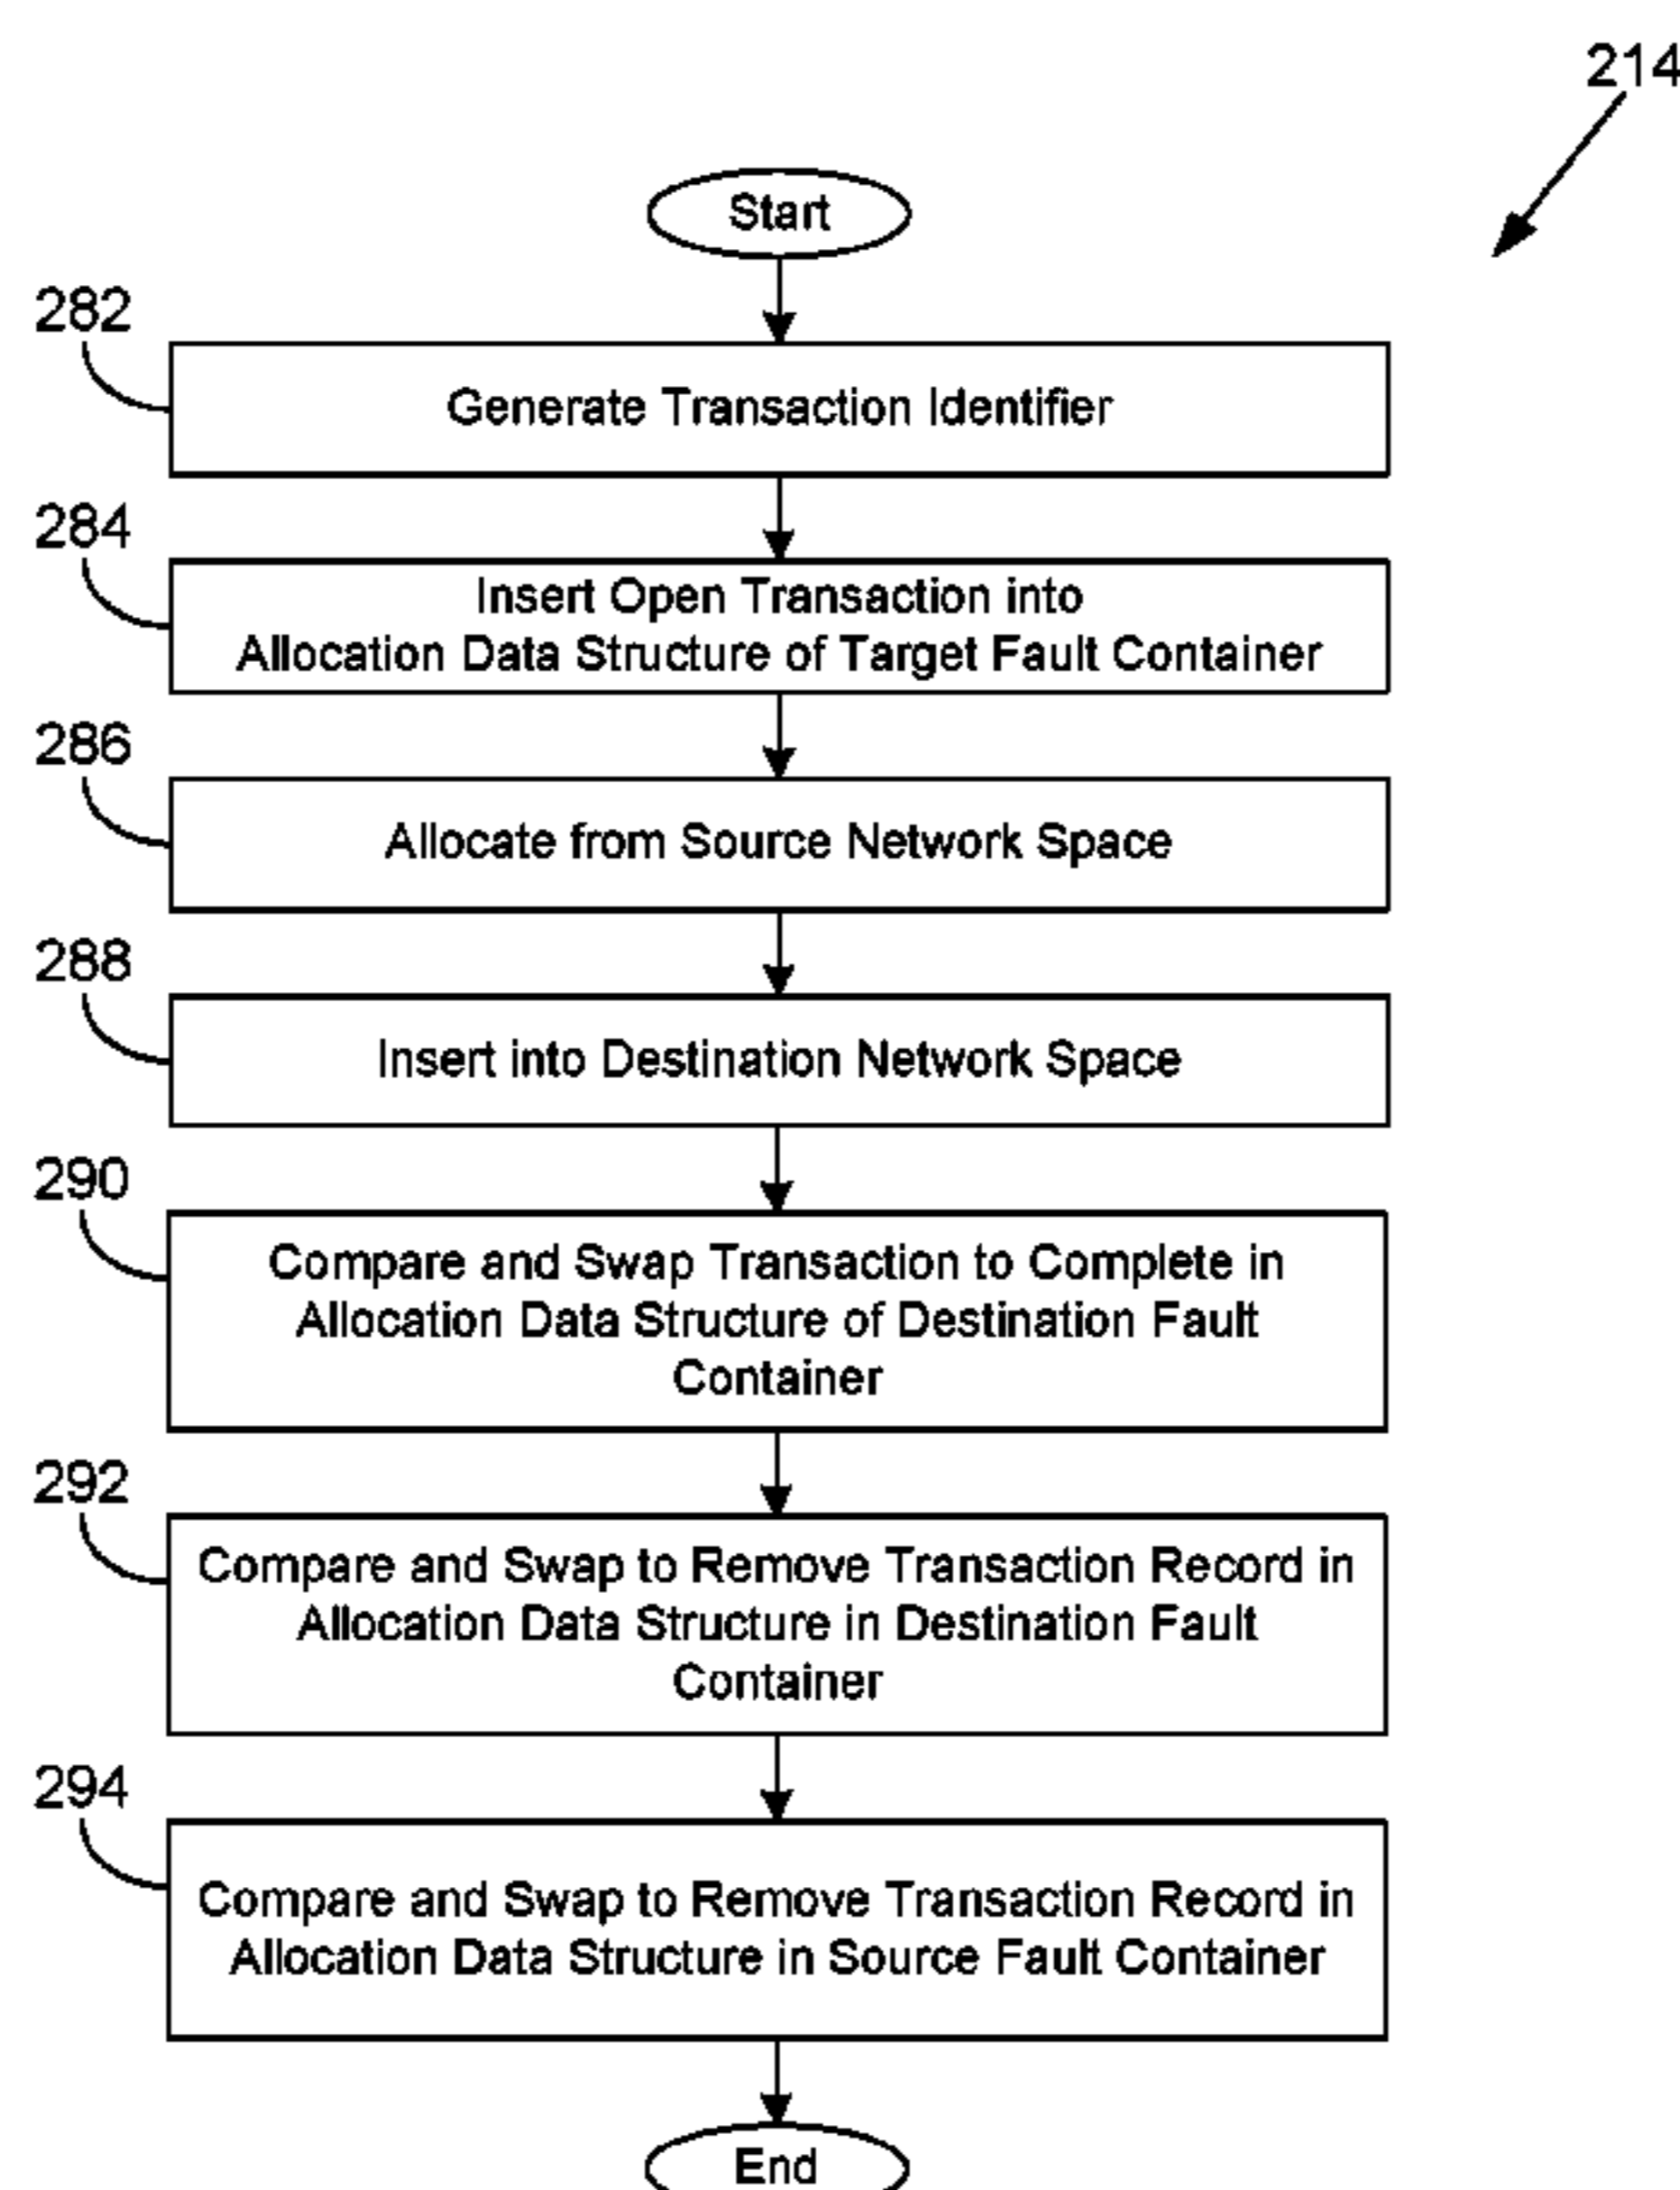 214
Start
282
Generate Transaction Identifier
284
Insert Open Transaction into
Allocation Data Structure of Target Fault Container
286
Allocate from Source Network Space
288
Insert into Destination Network Space
290
Compare and Swap Transaction to Complete in
Allocation Data Structure of Destination Fault
Container
292
Compare and Swap to Remove Transaction Record in
Allocation Data Structure in Destination Fault
Container
294
Compare and Swap to Remove Transaction Record in
Allocation Data Structure in Source Fault Container
End